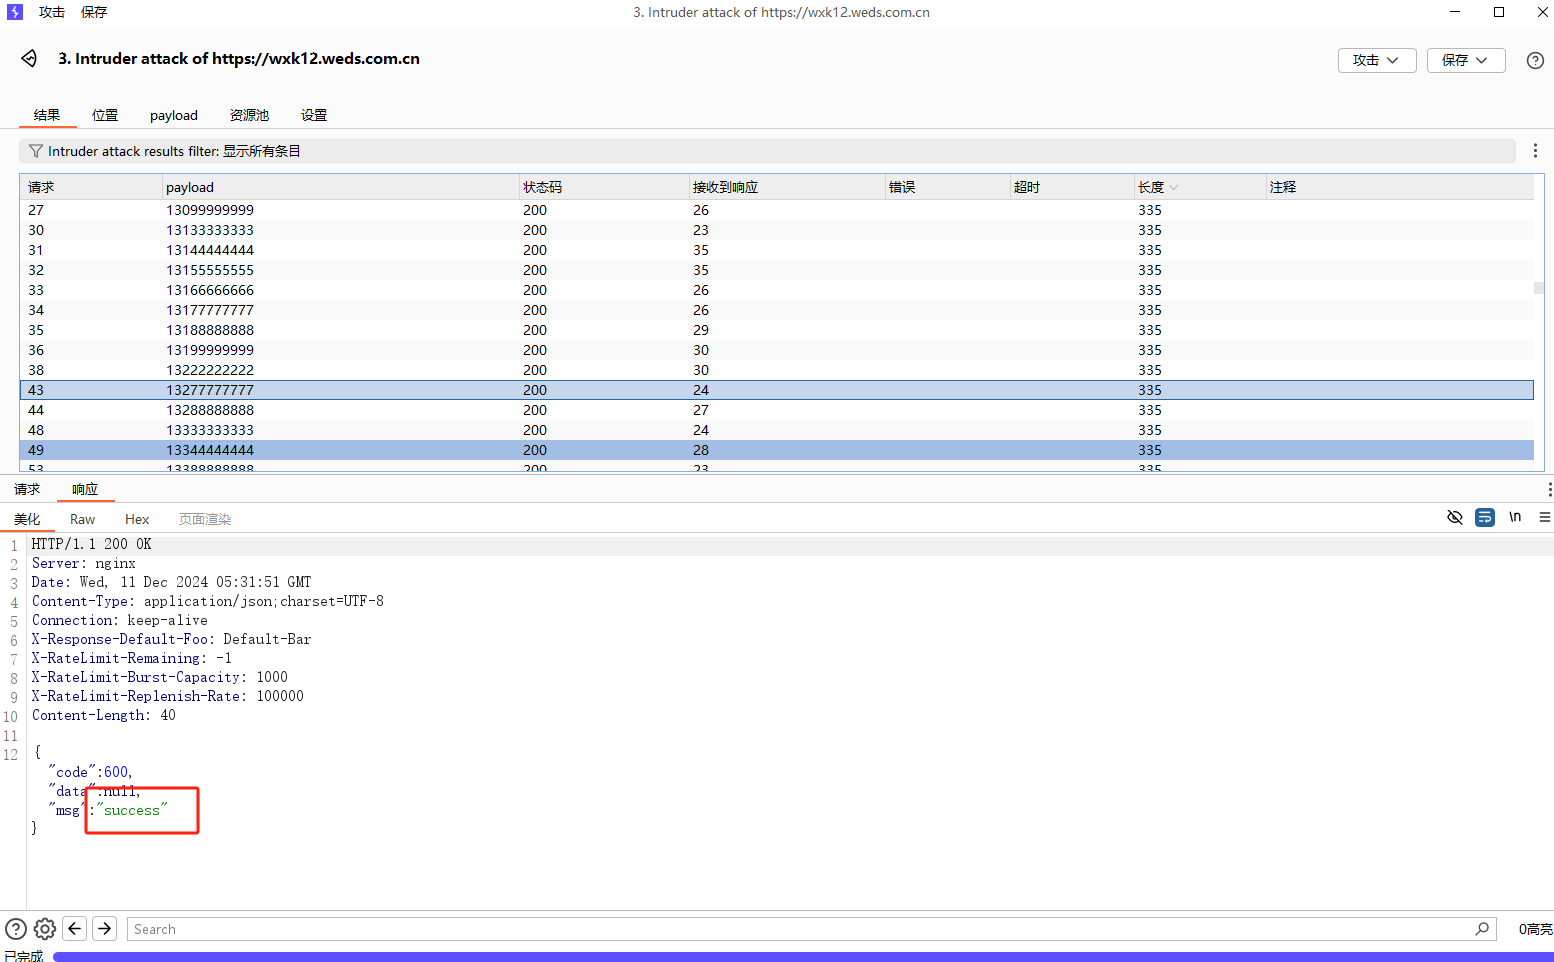 攻击 保存 3. Intruder attack of https://wxk12.weds.com.cn
3. Intruder attack of https://wxk12.weds.com.cn 攻击 保存
结果 位置 payload 资源池 设置
Intruder attack results filter: 显示所有条目
请求 payload 状态码 接收到响应 错误 超时 长度 注释
27 13099999999 200 26 335
30 13133333333 200 23 335
31 13144444444 200 35 335
32 13155555555 200 35 335
33 13166666666 200 26 335
34 13177777777 200 26 335
35 13188888888 200 29 335
36 13199999999 200 30 335
38 13222222222 200 30 335
43 13277777777 200 24 335
44 13288888888 200 27 335
48 13333333333 200 24 335
49 13344444444 200 28 335
53 13388888888 200 23 335
请求 响应
美化 Raw Hex 页面渲染 \n
1 HTTP/1.1 200 OK
2 Server: nginx
3 Date: Wed, 11 Dec 2024 05:31:51 GMT
4 Content-Type: application/json;charset=UTF-8
5 Connection: keep-alive
6 X-Response-Default-Foo: Default-Bar
7 X-RateLimit-Remaining: -1
8 X-RateLimit-Burst-Capacity: 1000
9 X-RateLimit-Replenish-Rate: 100000
10 Content-Length: 40
11
12 {
"code":600,
"data":null,
"msg":"success"
}
Search 0高亮
已完成